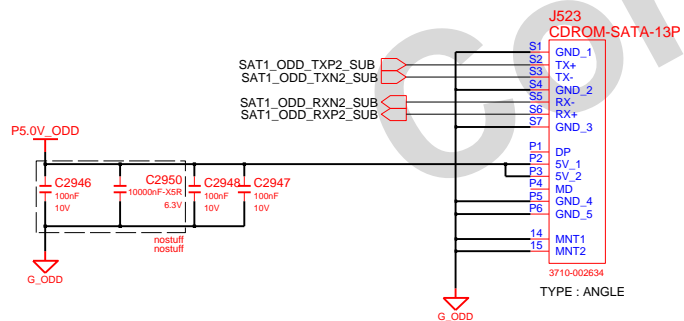 J523
CDROM-SATA-13P
S1 GND_1
SAT1_ODD_TXP2_SUB S2 TX+
SAT1_ODD_TXN2_SUB S3 TX-
S4 GND_2
SAT1_ODD_RXN2_SUB S5 RX-
SAT1_ODD_RXP2_SUB S6 RX+
S7 GND_3
P5.0V_ODD
P1 DP
P2 5V_1
P3 5V_2
P4 MD
P5 GND_4
P6 GND_5
14 MNT1
15 MNT2
C2946
100nF
10V
C2950
10000nF-X5R
6.3V
C2948
100nF
10V
C2947
100nF
10V
nostuff
nostuff
G_ODD
3710-002634
TYPE : ANGLE
G_ODD